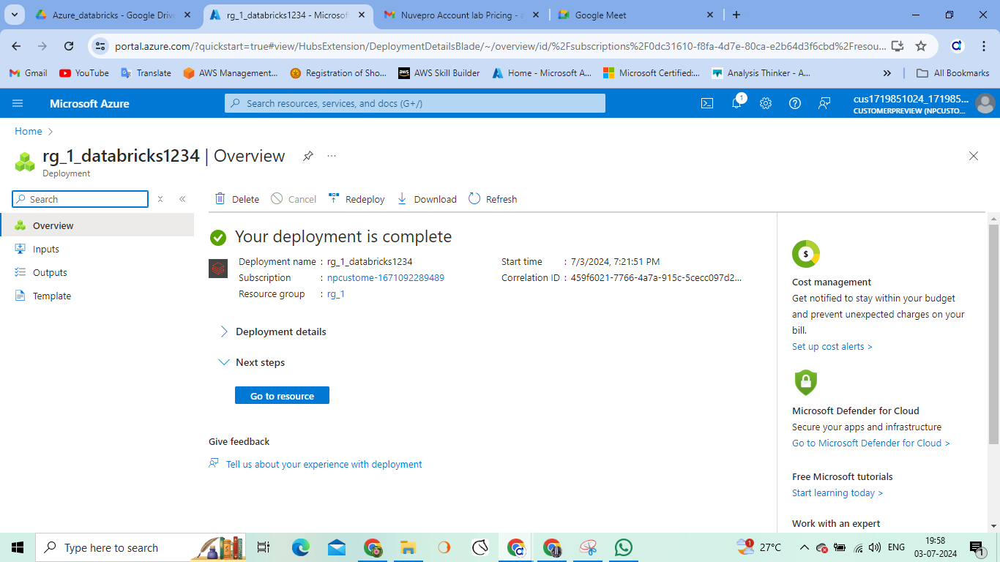 Azure_databricks - Google Driv
rg_1_databricks1234 - Microsof
Nuvepro Account lab Pricing - a
Google Meet
portal.azure.com/?quickstart=true#view/HubsExtension/DeploymentDetailsBlade/~/overview/id/%2Fsubscriptions%2F0dc31610-f8fa-4d7e-80ca-e2b64d3f6cbd%2Fresou...
Gmail
YouTube
Translate
AWS Management...
Registration of Sho...
aws
AWS Skill Builder
Home - Microsoft A...
Microsoft Certified:...
Analysis Thinker - A...
»
All Bookmarks
Microsoft Azure
Search resources, services, and docs (G+/)
1
cus1719851024_171985...
CUSTOMERPREVIEW (NPCUSTO...
Home
rg_1_databricks1234 | Overview
...
Deployment
Search
Delete
Cancel
Redeploy
Download
Refresh
Overview
Inputs
Outputs
Template
Your deployment is complete
Deployment name : rg_1_databricks1234
Subscription : npcustome-1671092289489
Resource group : rg_1
Start time : 7/3/2024, 7:21:51 PM
Correlation ID : 459f6021-7766-4a7a-915c-5cecc097d2...
Deployment details
Next steps
Go to resource
Give feedback
Tell us about your experience with deployment
$
Cost management
Get notified to stay within your budget
and prevent unexpected charges on your
bill.
Set up cost alerts >
Microsoft Defender for Cloud
Secure your apps and infrastructure
Go to Microsoft Defender for Cloud >
Free Microsoft tutorials
Start learning today >
Work with an expert
Type here to search
1
27°C
ENG
19:58
03-07-2024
1